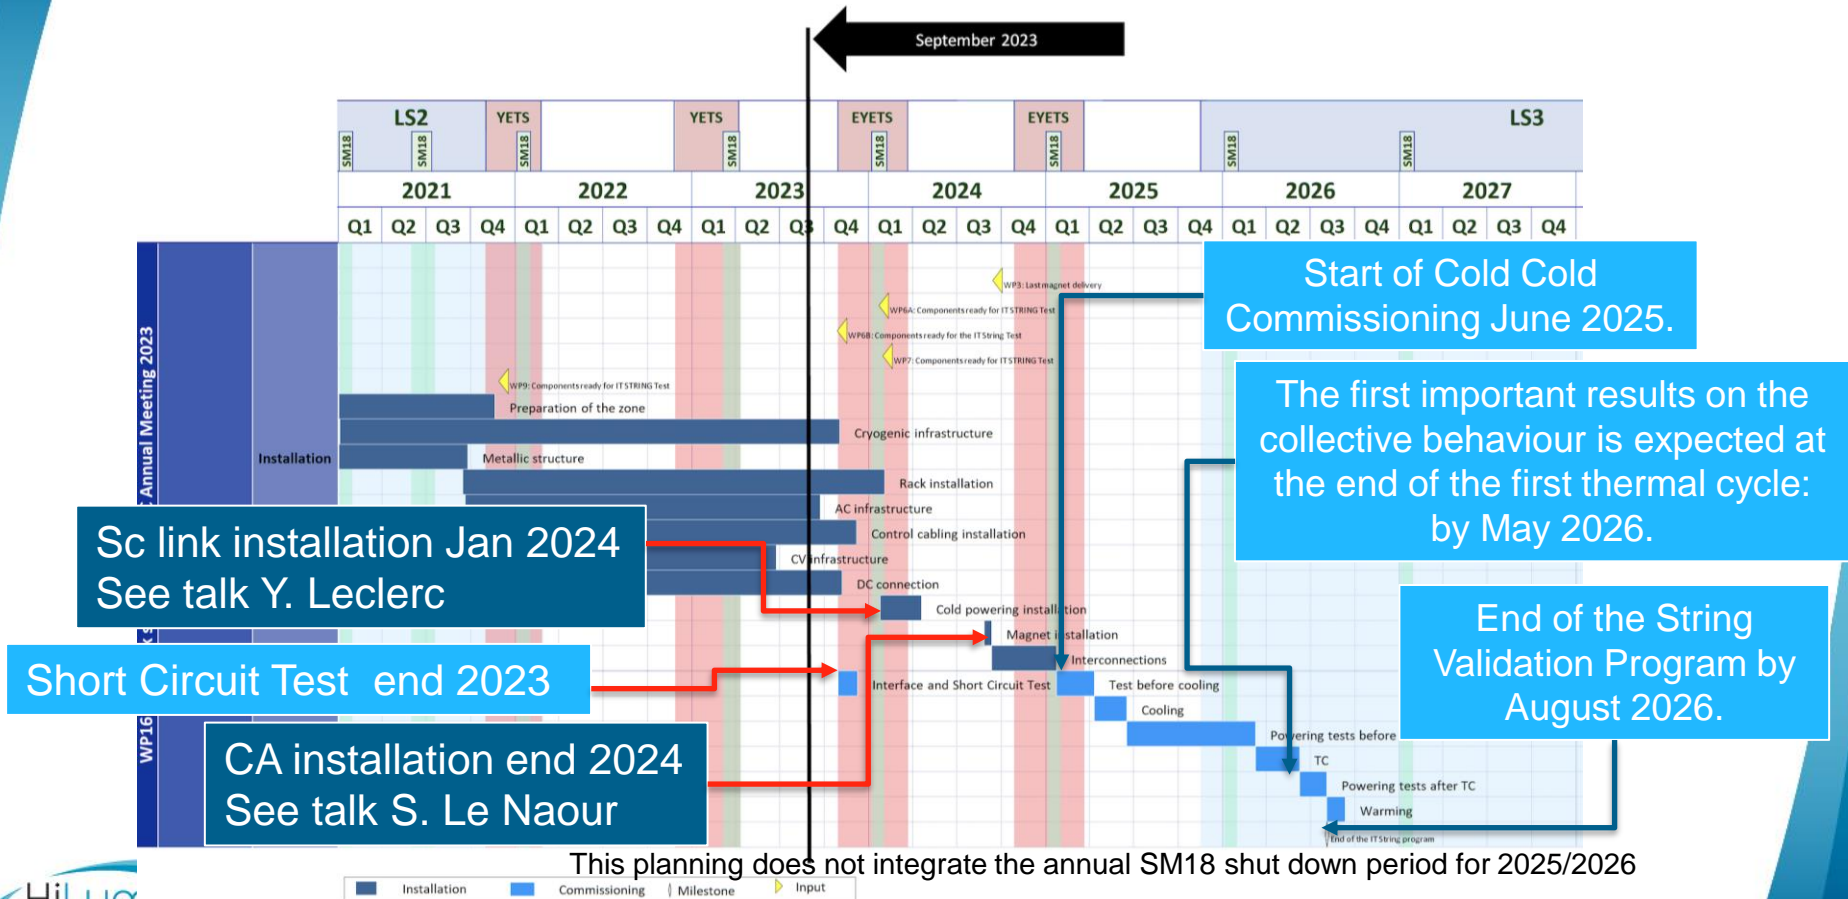 September 2023
LS2 YETS YETS EYETS EYETS LS3
SM18 SM18 SM18 SM18 SM18 SM18 SM18 SM18
2021 2022 2023 2024 2025 2026 2027
Q1 Q2 Q3 Q4 Q1 Q2 Q3 Q4 Q1 Q2 Q3 Q4 Q1 Q2 Q3 Q4 Q1 Q2 Q3 Q4 Q1 Q2 Q3 Q4 Q1 Q2 Q3 Q4
Start of Cold Cold
Commissioning June 2025.
WP3: Last magnet delivery
WP6A: Components ready for IT STRING Test
WP6B: Components ready for the IT String Test
WP7: Components ready for IT STRING Test
WP9: Components ready for IT STRING Test
The first important results on the
collective behaviour is expected at
the end of the first thermal cycle:
by May 2026.
Annual Meeting 2023
WP16
Installation
Preparation of the zone
Cryogenic infrastructure
Metallic structure
Rack installation
AC infrastructure
Control cabling installation
CV infrastructure
DC connection
Cold powering installation
Magnet installation
Interconnections
Interface and Short Circuit Test
Test before cooling
Cooling
Powering tests before
TC
Powering tests after TC
Warming
End of the IT String program
Sc link installation Jan 2024
See talk Y. Leclerc
Short Circuit Test end 2023
CA installation end 2024
See talk S. Le Naour
End of the String
Validation Program by
August 2026.
This planning does not integrate the annual SM18 shut down period for 2025/2026
Installation Commissioning Milestone Input